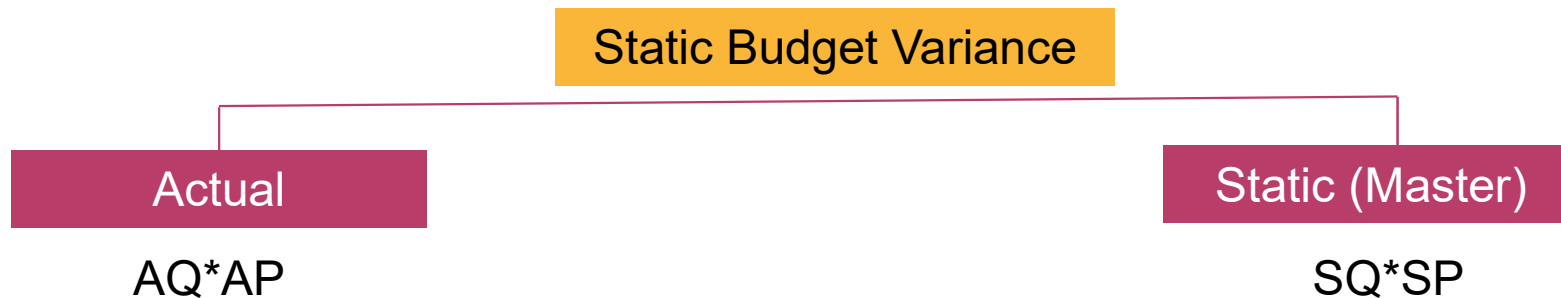 Static Budget Variance
Actual
Static (Master)
AQ*AP
SQ*SP